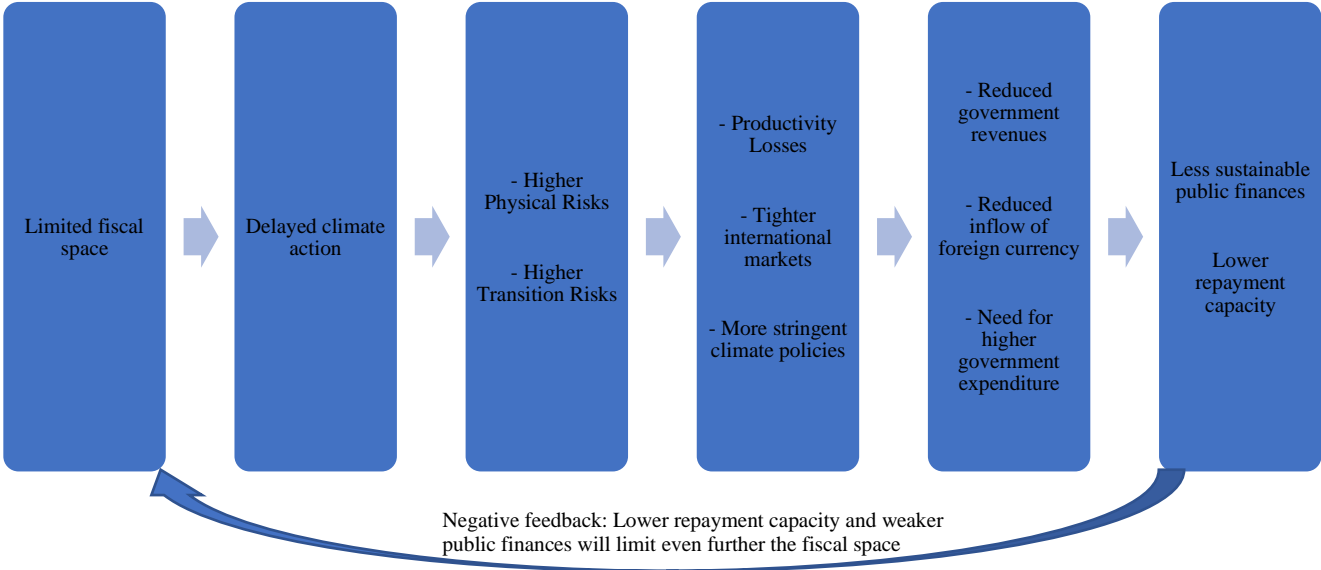 Limited fiscal
space
Delayed climate
action
- Higher
Physical Risks
- Higher
Transition Risks
- Productivity
Losses
- Tighter
international
markets
- More stringent
climate policies
- Reduced
government
revenues
- Reduced
inflow of
foreign currency
- Need for
higher
government
expenditure
Less sustainable
public finances
Lower
repayment
capacity
Negative feedback: Lower repayment capacity and weaker
public finances will limit even further the fiscal space